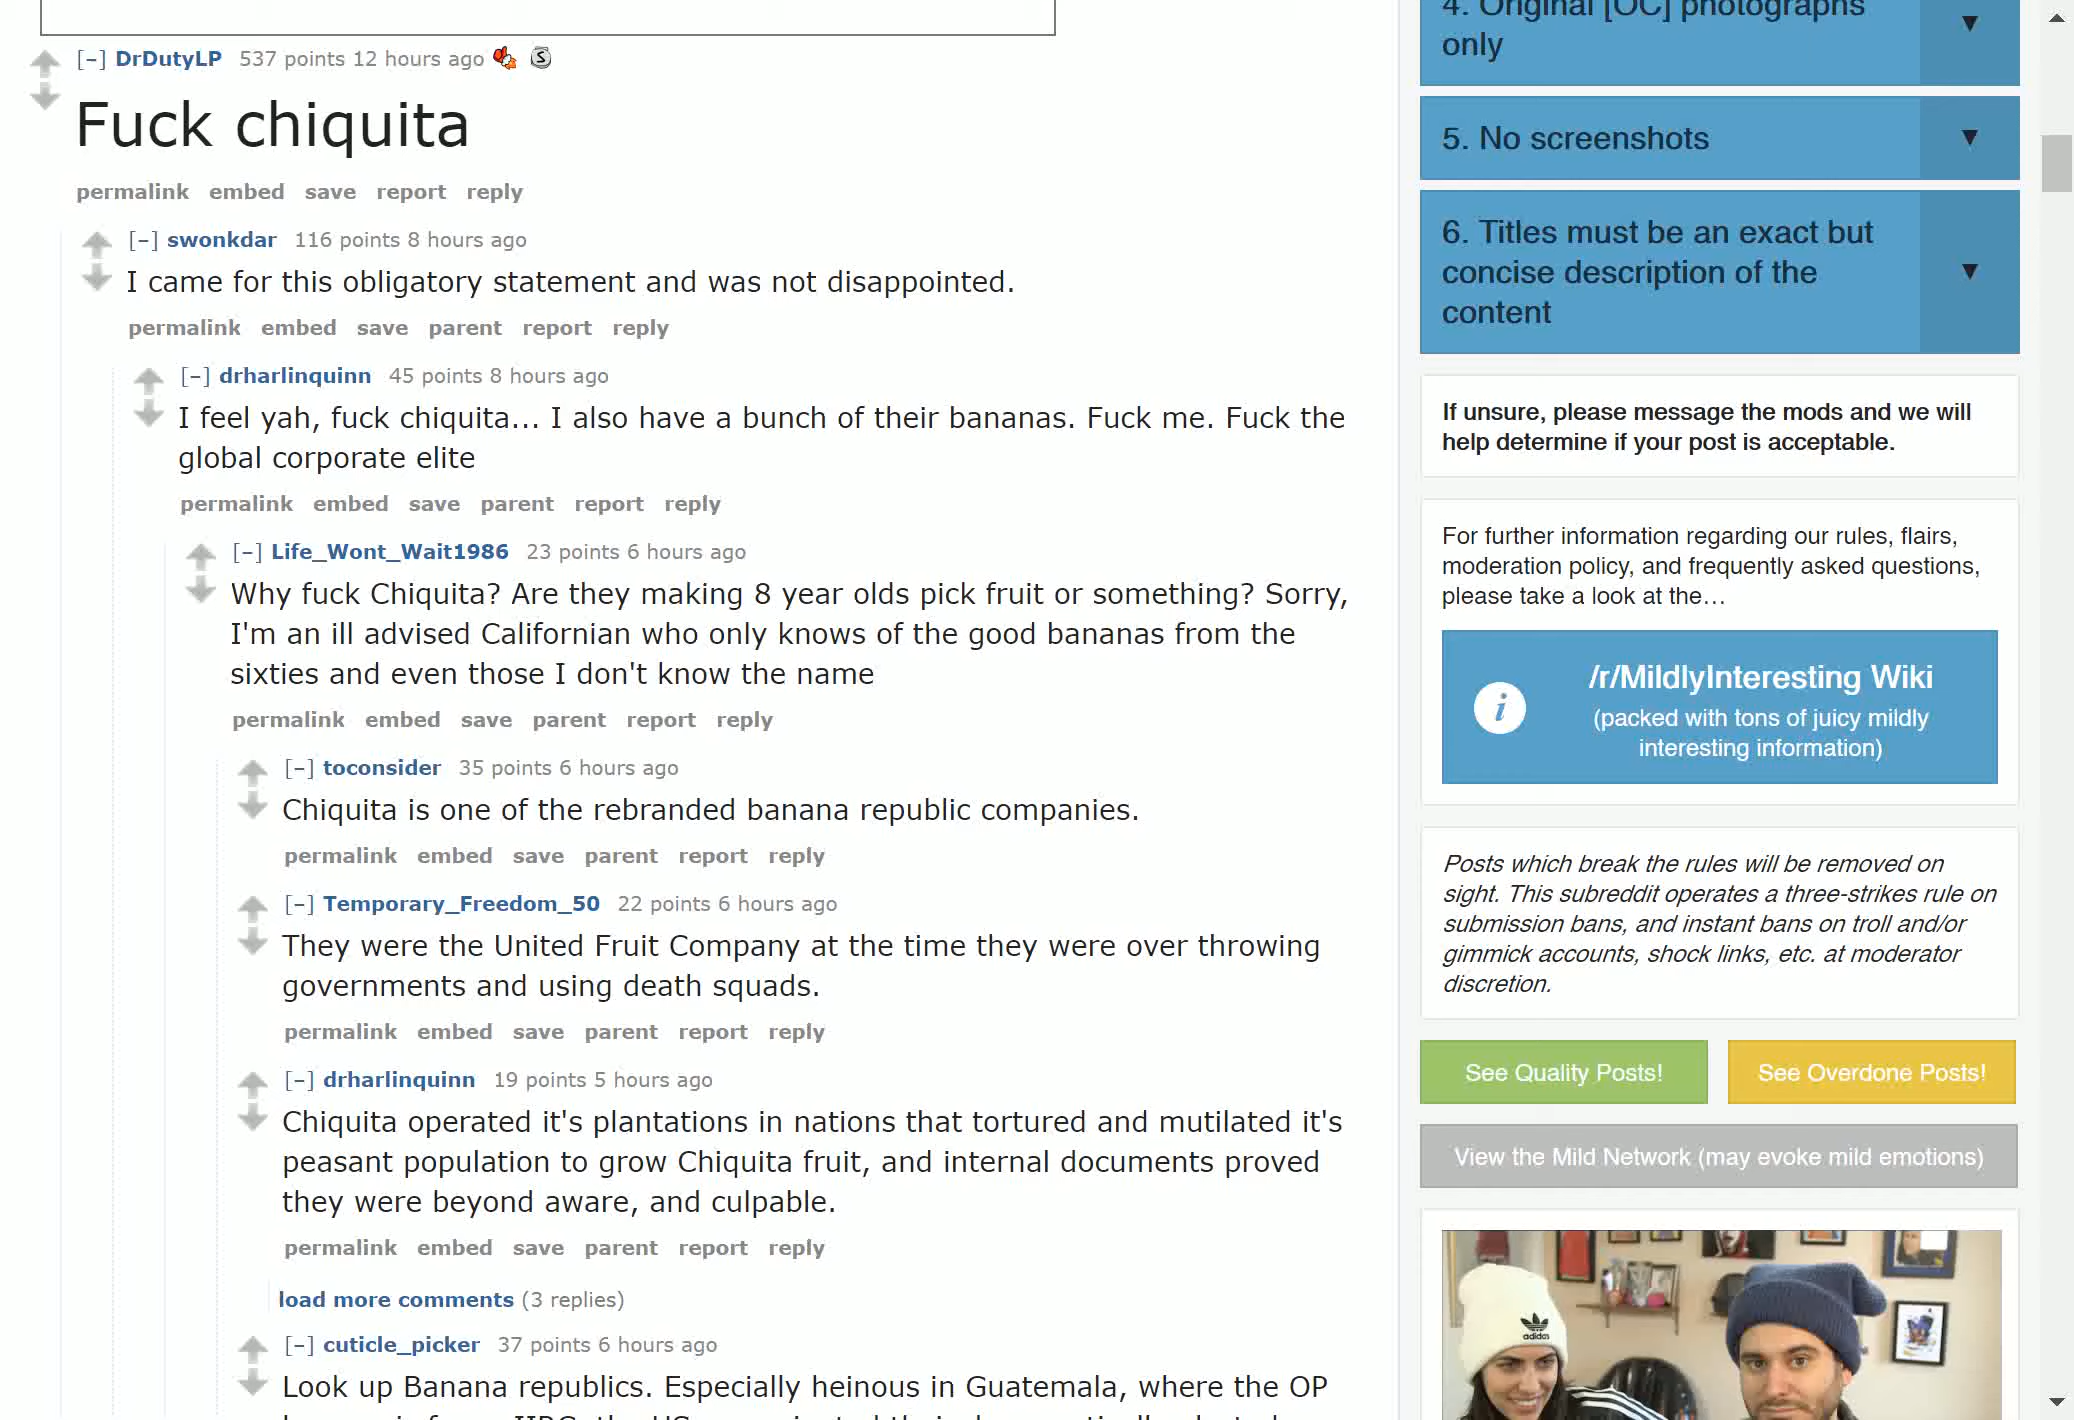 [–] DrDutyLP 537 points 12 hours ago
Fuck chiquita
permalink embed save report reply
[–] swonkdar 116 points 8 hours ago
I came for this obligatory statement and was not disappointed.
permalink embed save parent report reply
[–] drharlinquinn 45 points 8 hours ago
I feel yah, fuck chiquita... I also have a bunch of their bananas. Fuck me. Fuck the
global corporate elite
permalink embed save parent report reply
[–] Life_Wont_Wait1986 23 points 6 hours ago
Why fuck Chiquita? Are they making 8 year olds pick fruit or something? Sorry,
I'm an ill advised Californian who only knows of the good bananas from the
sixties and even those I don't know the name
permalink embed save parent report reply
[–] toconsider 35 points 6 hours ago
Chiquita is one of the rebranded banana republic companies.
permalink embed save parent report reply
[–] Temporary_Freedom_50 22 points 6 hours ago
They were the United Fruit Company at the time they were over throwing
governments and using death squads.
permalink embed save parent report reply
[–] drharlinquinn 19 points 5 hours ago
Chiquita operated it's plantations in nations that tortured and mutilated it's
peasant population to grow Chiquita fruit, and internal documents proved
they were beyond aware, and culpable.
permalink embed save parent report reply
load more comments (3 replies)
[–] cuticle_picker 37 points 6 hours ago
Look up Banana republics. Especially heinous in Guatemala, where the OP
4. Original [OC] photographs
only
5. No screenshots
6. Titles must be an exact but
concise description of the
content
If unsure, please message the mods and we will
help determine if your post is acceptable.
For further information regarding our rules, flairs,
moderation policy, and frequently asked questions,
please take a look at the…
/r/MildlyInteresting Wiki
(packed with tons of juicy mildly
interesting information)
Posts which break the rules will be removed on
sight. This subreddit operates a three-strikes rule on
submission bans, and instant bans on troll and/or
gimmick accounts, shock links, etc. at moderator
discretion.
See Quality Posts! See Overdone Posts!
View the Mild Network (may evoke mild emotions)
adidas